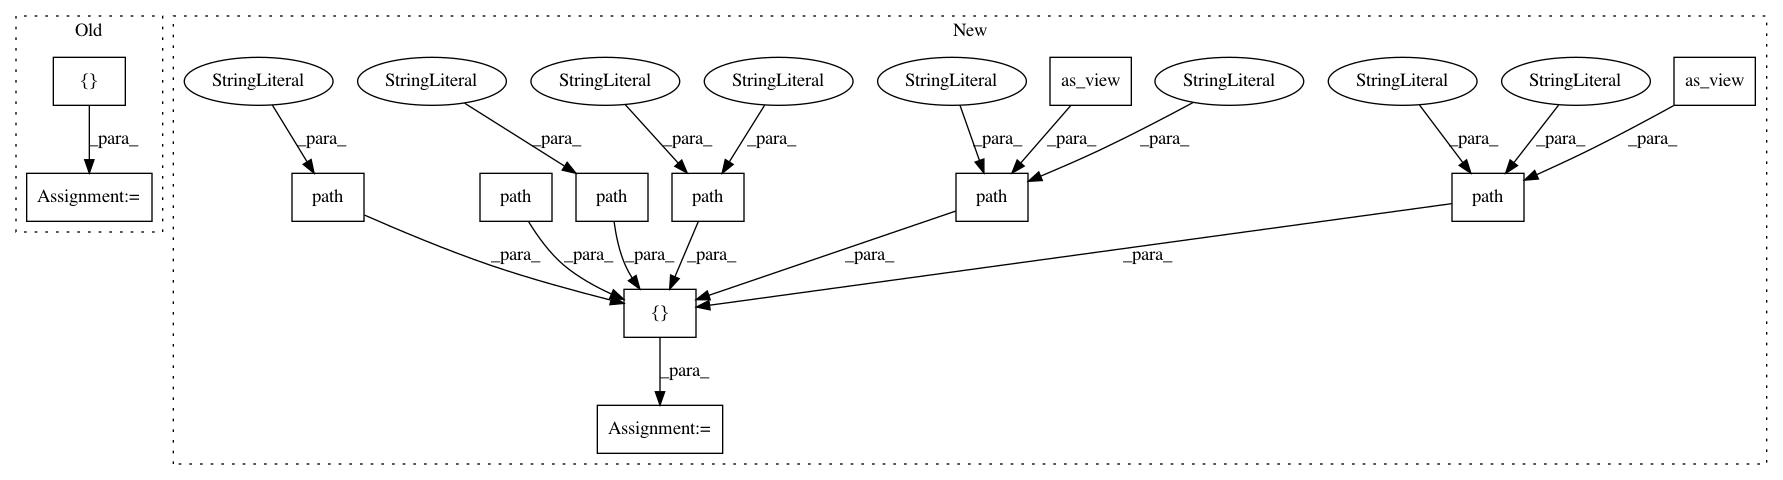 Old
New
{}
StringLiteral
StringLiteral
StringLiteral
StringLiteral
StringLiteral
as_view
StringLiteral
StringLiteral
StringLiteral
as_view
_para_
_para_
_para_
_para_
_para_
_para_
_para_
_para_
_para_
_para_
_para_
Assignment:=
path
path
path
path
path
path
_para_
_para_
_para_
_para_
_para_
_para_
{}
_para_
Assignment:=